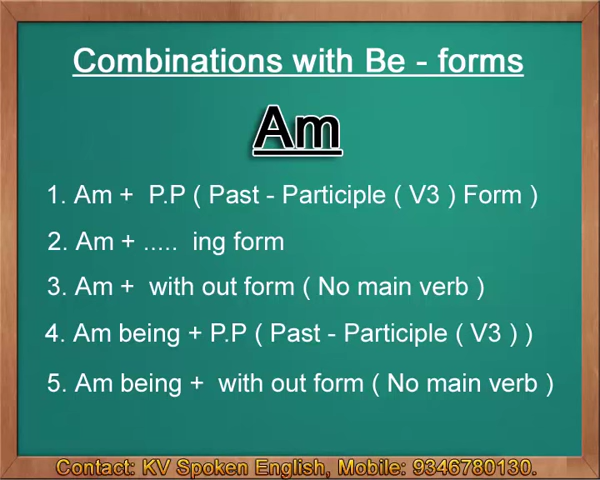 Combinations with Be - forms
Am
1. Am + P.P ( Past - Participle ( V3 ) Form )
2. Am + ..... ing form
3. Am + with out form ( No main verb )
4. Am being + P.P ( Past - Participle ( V3 ) )
5. Am being + with out form ( No main verb )
Contact: KV Spoken English, Mobile: 9346780130.